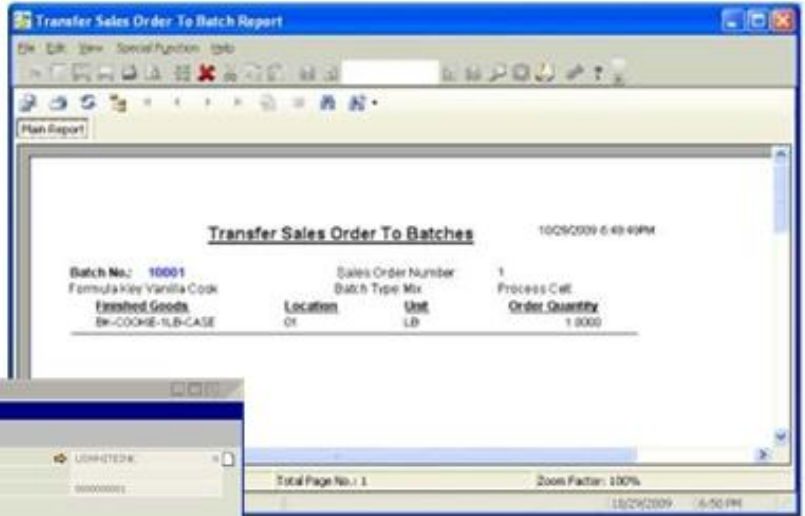 Transfer Sales Order To Batch Report
File Edit View Special Function Help
Main Report
Transfer Sales Order To Batches 10/29/2009 6:49:49PM
Batch No.: 10001 Sales Order Number 1
Formula Key Vanilla Cook Batch Type Mix Process Cell
Finished Goods Location Unit Order Quantity
BK-COOKIE-1LB-CASE 01 LB 1.0000
000000001
Total Page No.: 1 Zoom Factor: 100%
10/29/2009 6:50 PM